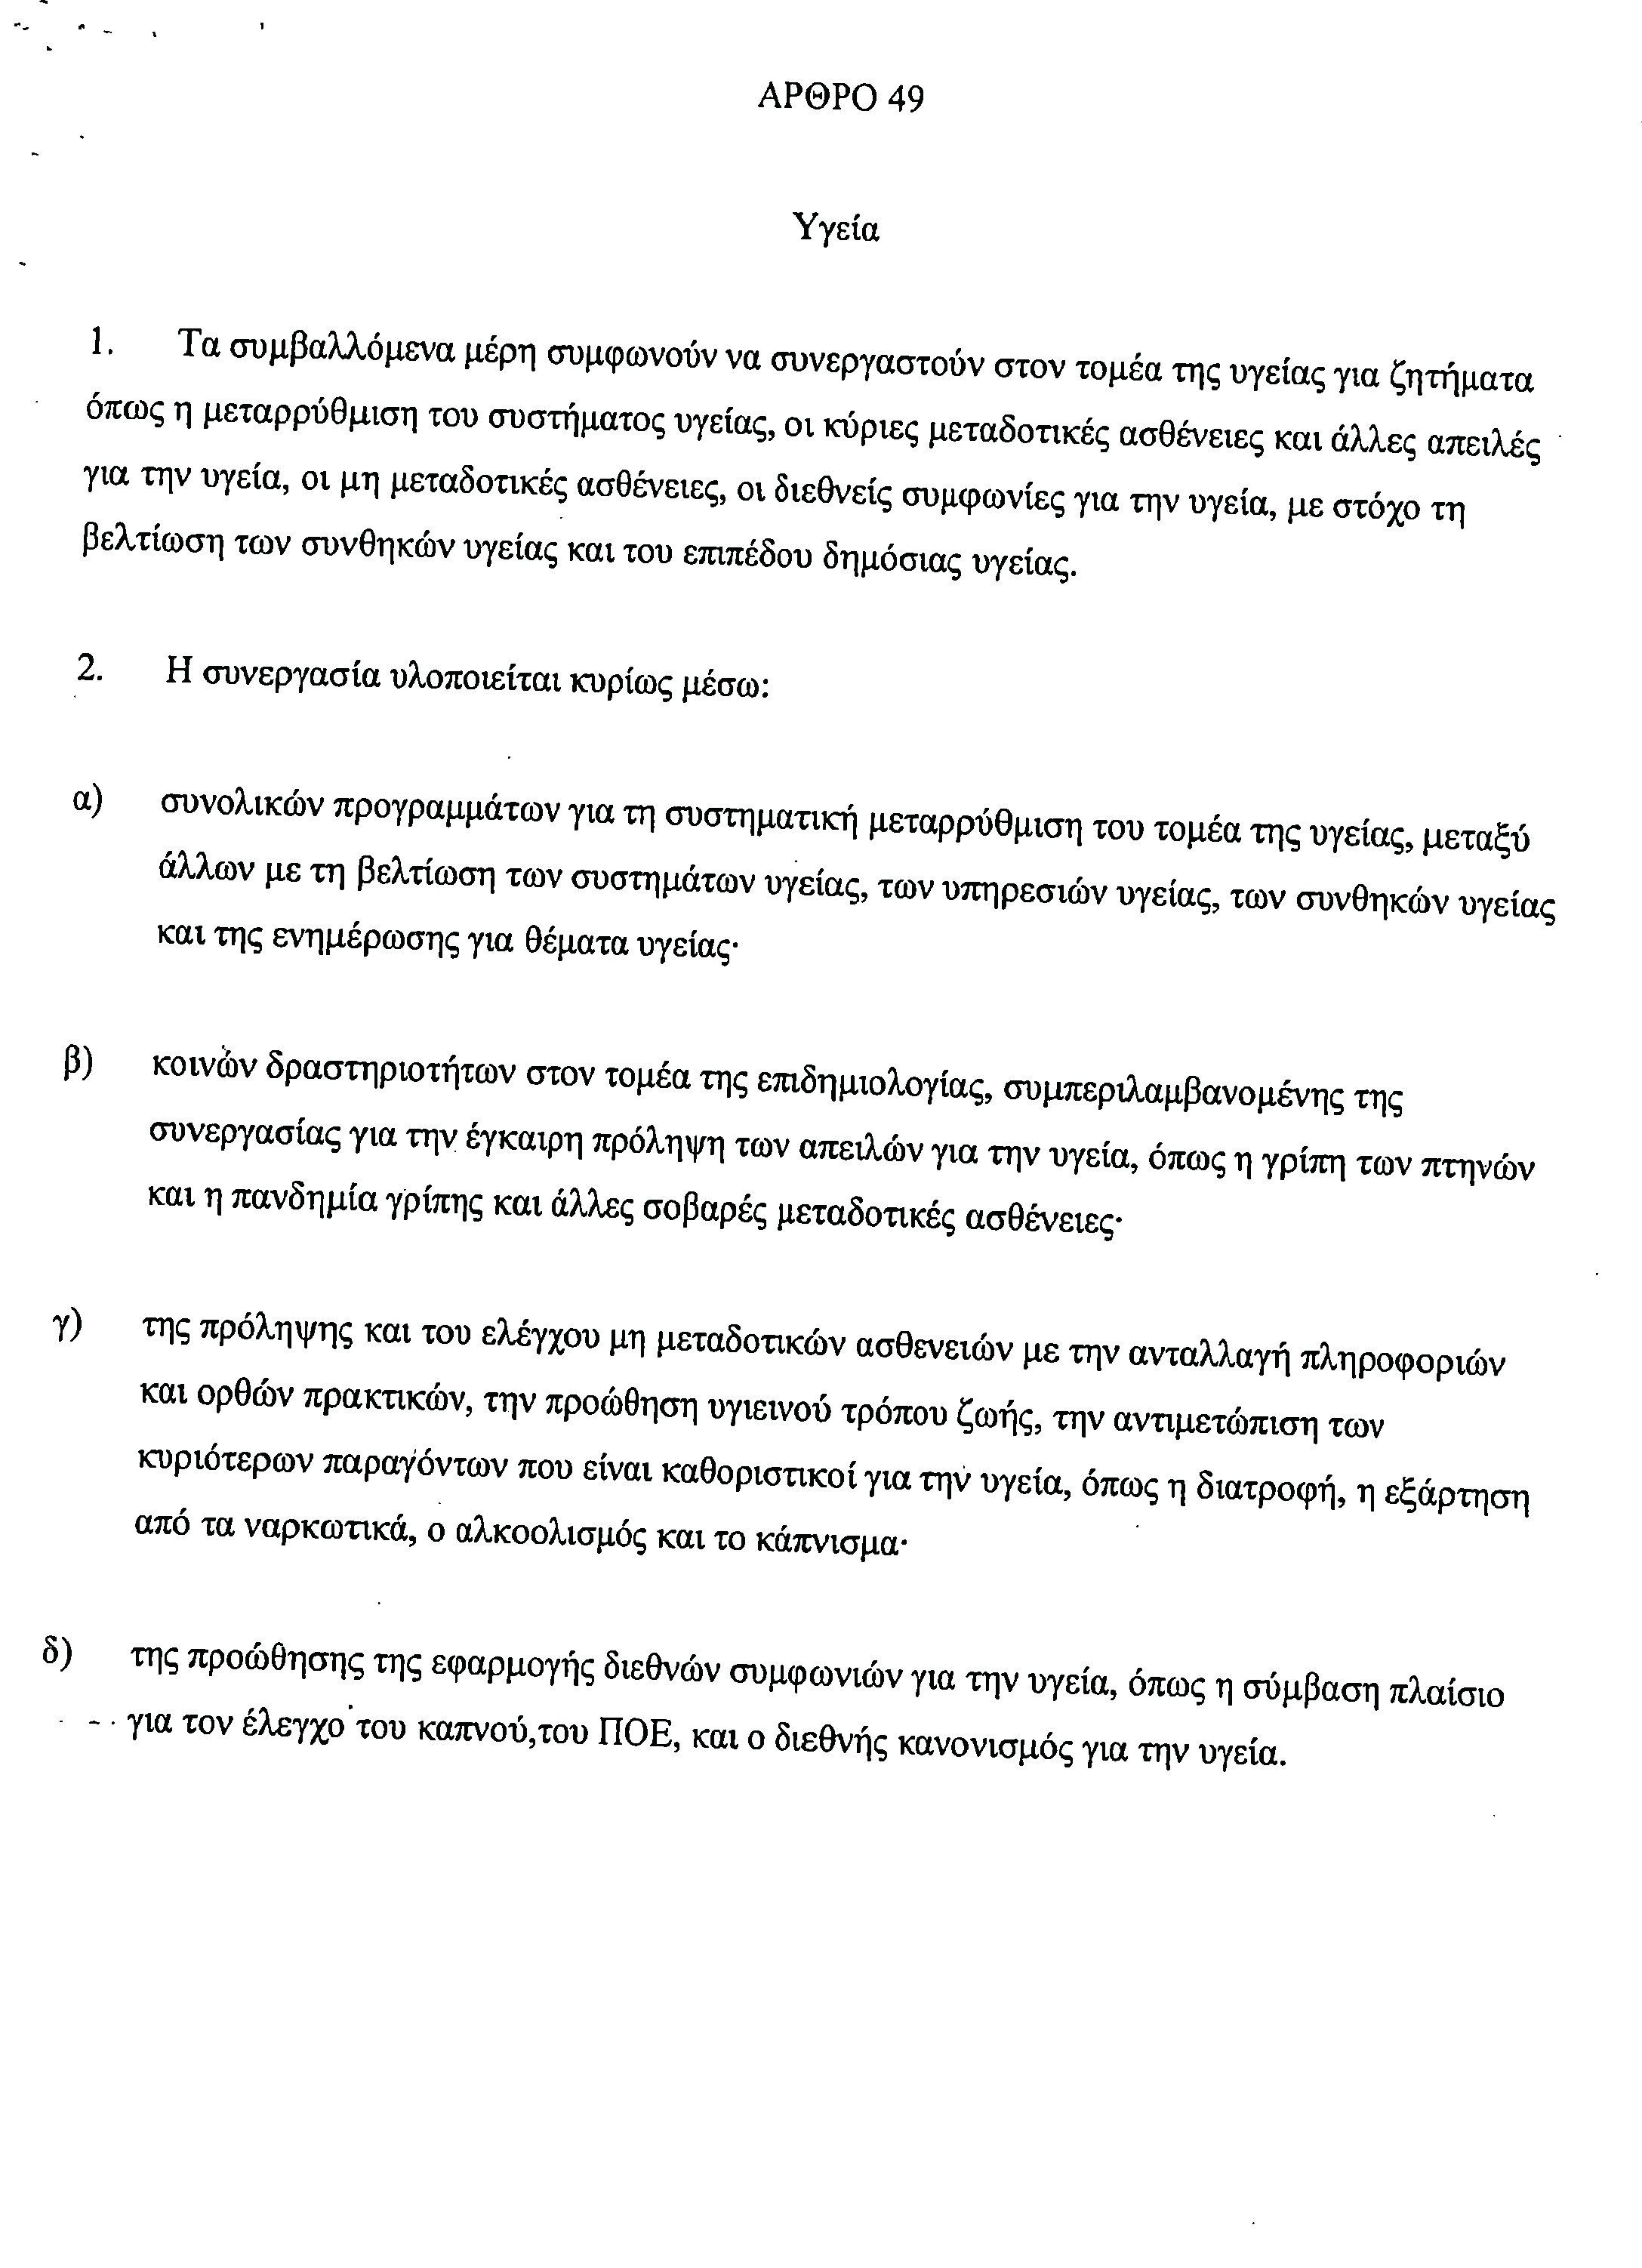 ΑΡΘΡΟ 49
Υγεία
1. Τα συμβαλλόμενα μέρη συμφωνούν να συνεργαστούν στον τομέα της υγείας για ζητήματα
όπως η μεταρρύθμιση του συστήματος υγείας, οι κύριες μεταδοτικές ασθένειες και άλλες απειλές
για την υγεία, οι μη μεταδοτικές ασθένειες, οι διεθνείς συμφωνίες για την υγεία, με στόχο τη
βελτίωση των συνθηκών υγείας και του επιπέδου δημόσιας υγείας.
2. Η συνεργασία υλοποιείται κυρίως μέσω:
α) συνολικών προγραμμάτων για τη συστηματική μεταρρύθμιση του τομέα της υγείας, μεταξύ
άλλων με τη βελτίωση των συστημάτων υγείας, των υπηρεσιών υγείας, των συνθηκών υγείας
και της ενημέρωσης για θέματα υγείας·
β) κοινών δραστηριοτήτων στον τομέα της επιδημιολογίας, συμπεριλαμβανομένης της
συνεργασίας για την έγκαιρη πρόληψη των απειλών για την υγεία, όπως η γρίπη των πτηνών
και η πανδημία γρίπης και άλλες σοβαρές μεταδοτικές ασθένειες·
γ) της πρόληψης και του ελέγχου μη μεταδοτικών ασθενειών με την ανταλλαγή πληροφοριών
και ορθών πρακτικών, την προώθηση υγιεινού τρόπου ζωής, την αντιμετώπιση των
κυριότερων παραγόντων που είναι καθοριστικοί για την υγεία, όπως η διατροφή, η εξάρτηση
από τα ναρκωτικά, ο αλκοολισμός και το κάπνισμα·
δ) της προώθησης της εφαρμογής διεθνών συμφωνιών για την υγεία, όπως η σύμβαση πλαίσιο
για τον έλεγχο του καπνού,του ΠΟΕ, και ο διεθνής κανονισμός για την υγεία.